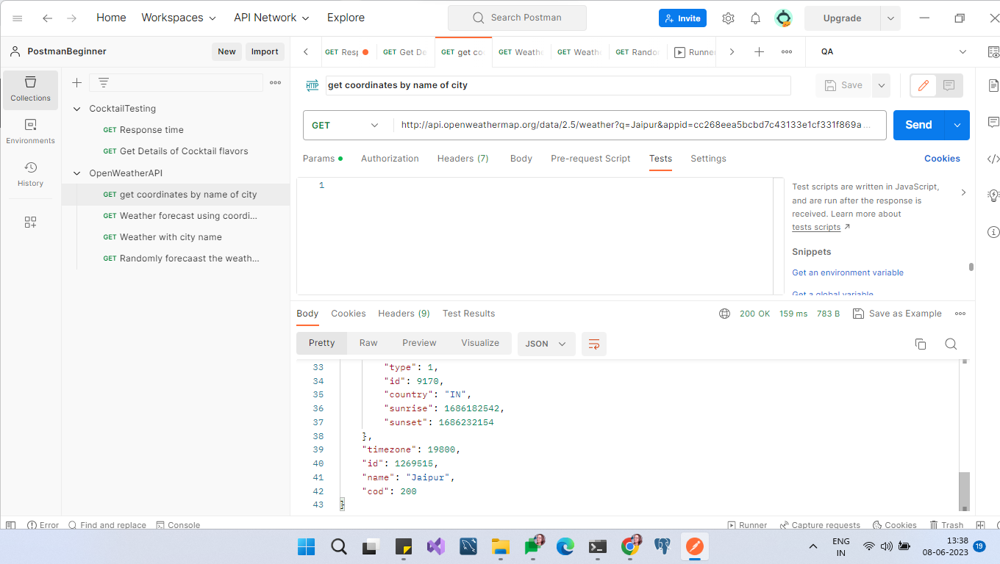 Home Workspaces API Network Explore Search Postman Invite Upgrade
PostmanBeginner New Import
GET Resp GET Get De GET get co GET Weathe GET Weath GET Rando Runner QA
Collections
Environments
History
CocktailTesting
GET Response time
GET Get Details of Cocktail flavors
OpenWeatherAPI
GET get coordinates by name of city
GET Weather forecast using coordi...
GET Weather with city name
GET Randomly forecaast the weath...
HTTP get coordinates by name of city Save
GET http://api.openweathermap.org/data/2.5/weather?q=Jaipur&appid=cc268eea5bcbd7c43133e1cf331f869a... Send
Params Authorization Headers (7) Body Pre-request Script Tests Settings Cookies
1
Test scripts are written in JavaScript,
and are run after the response is
received. Learn more about
tests scripts
Snippets
Get an environment variable
Get a global variable
Body Cookies Headers (9) Test Results 200 OK 159 ms 783 B Save as Example
Pretty Raw Preview Visualize JSON
33 "type": 1,
34 "id": 9170,
35 "country": "IN",
36 "sunrise": 1686182542,
37 "sunset": 1686232154
38 },
39 "timezone": 19800,
40 "id": 1269515,
41 "name": "Jaipur",
42 "cod": 200
43 }
Error Find and replace Console Runner Capture requests Cookies Trash
ENG
IN
13:38
08-06-2023
19